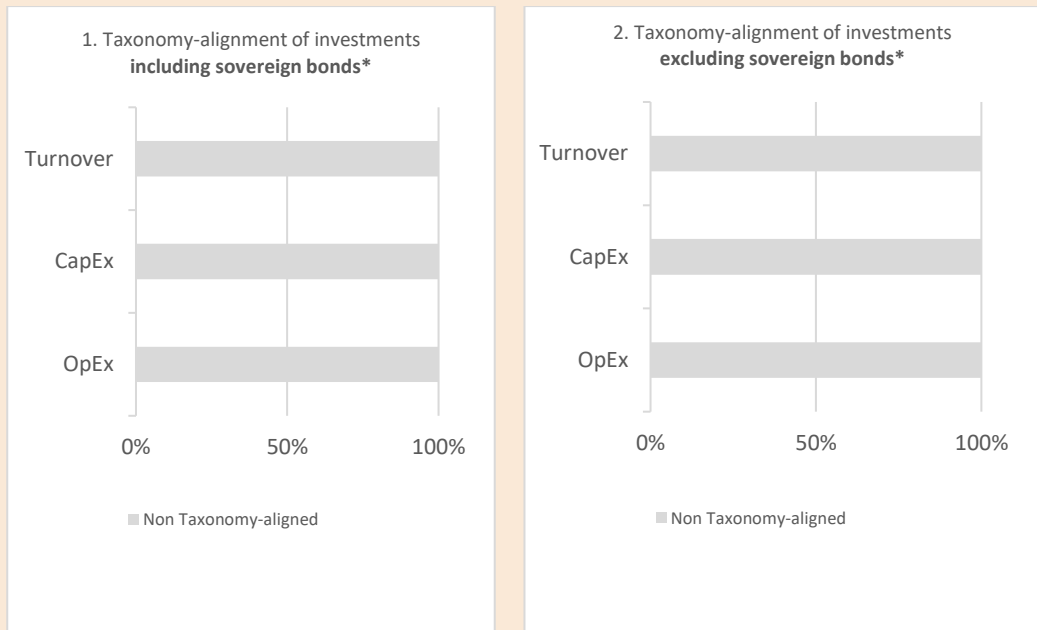 1. Taxonomy-alignment of investments
including sovereign bonds*
Turnover
CapEx
OpEx
0% 50% 100%
Non Taxonomy-aligned
2. Taxonomy-alignment of investments
excluding sovereign bonds*
Turnover
CapEx
OpEx
0% 50% 100%
Non Taxonomy-aligned